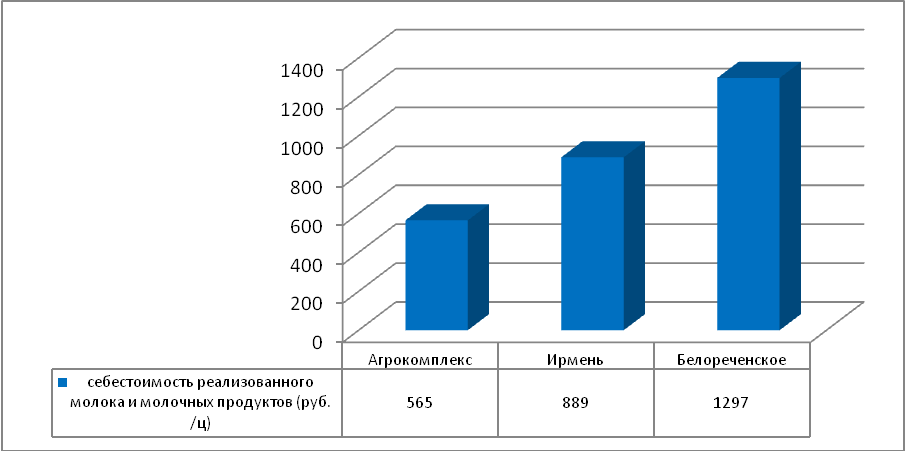 1400
1200
1000
800
600
400
200
0
Агрокомплекс Ирмень Белореченское
себестоимость реализованного
молока и молочных продуктов (руб.
/ц)
565 889 1297